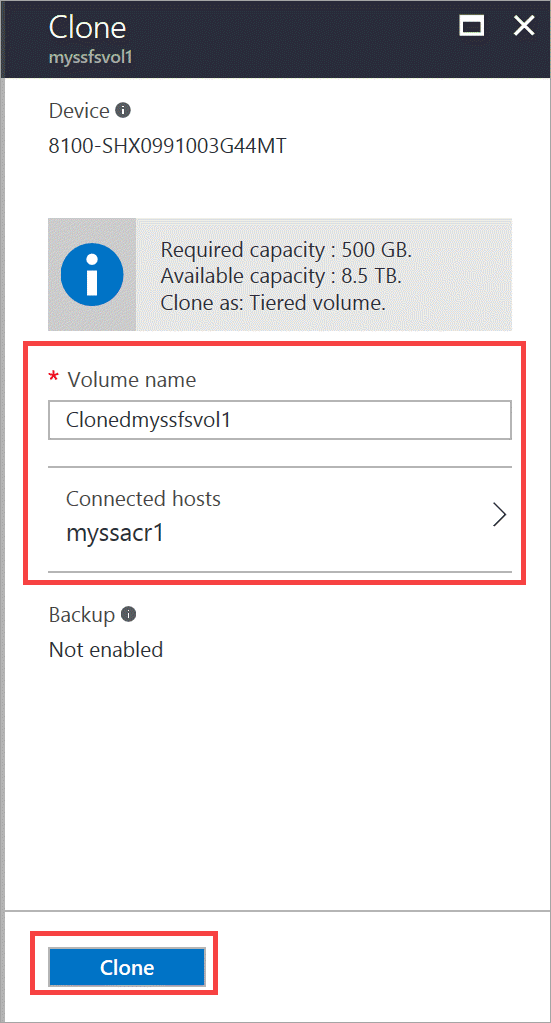 Clone
myssfsvol1
Device
8100-SHX0991003G44MT
Required capacity : 500 GB.
Available capacity : 8.5 TB.
Clone as: Tiered volume.
* Volume name
Clonedmyssfsvol1
Connected hosts
myssacr1
Backup
Not enabled
Clone